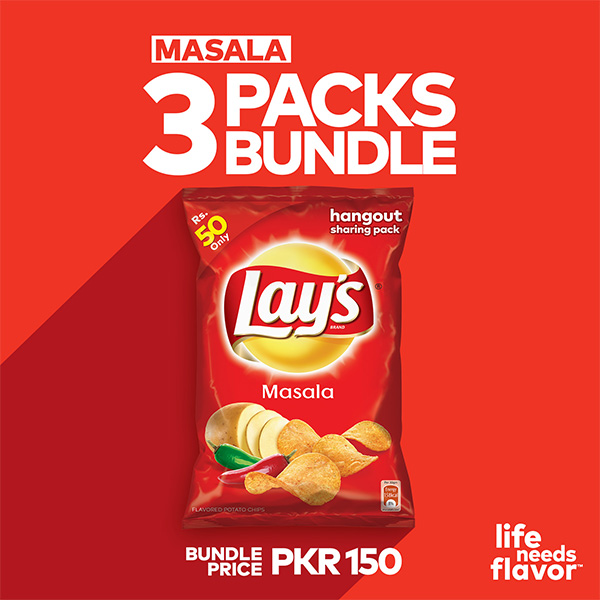 MASALA
3 PACKS
BUNDLE
Rs.
50
Only
hangout
sharing pack
Lay's
BRAND
®
Masala
FLAVORED POTATO CHIPS
BUNDLE
PRICE PKR 150
life
needs
flavor™